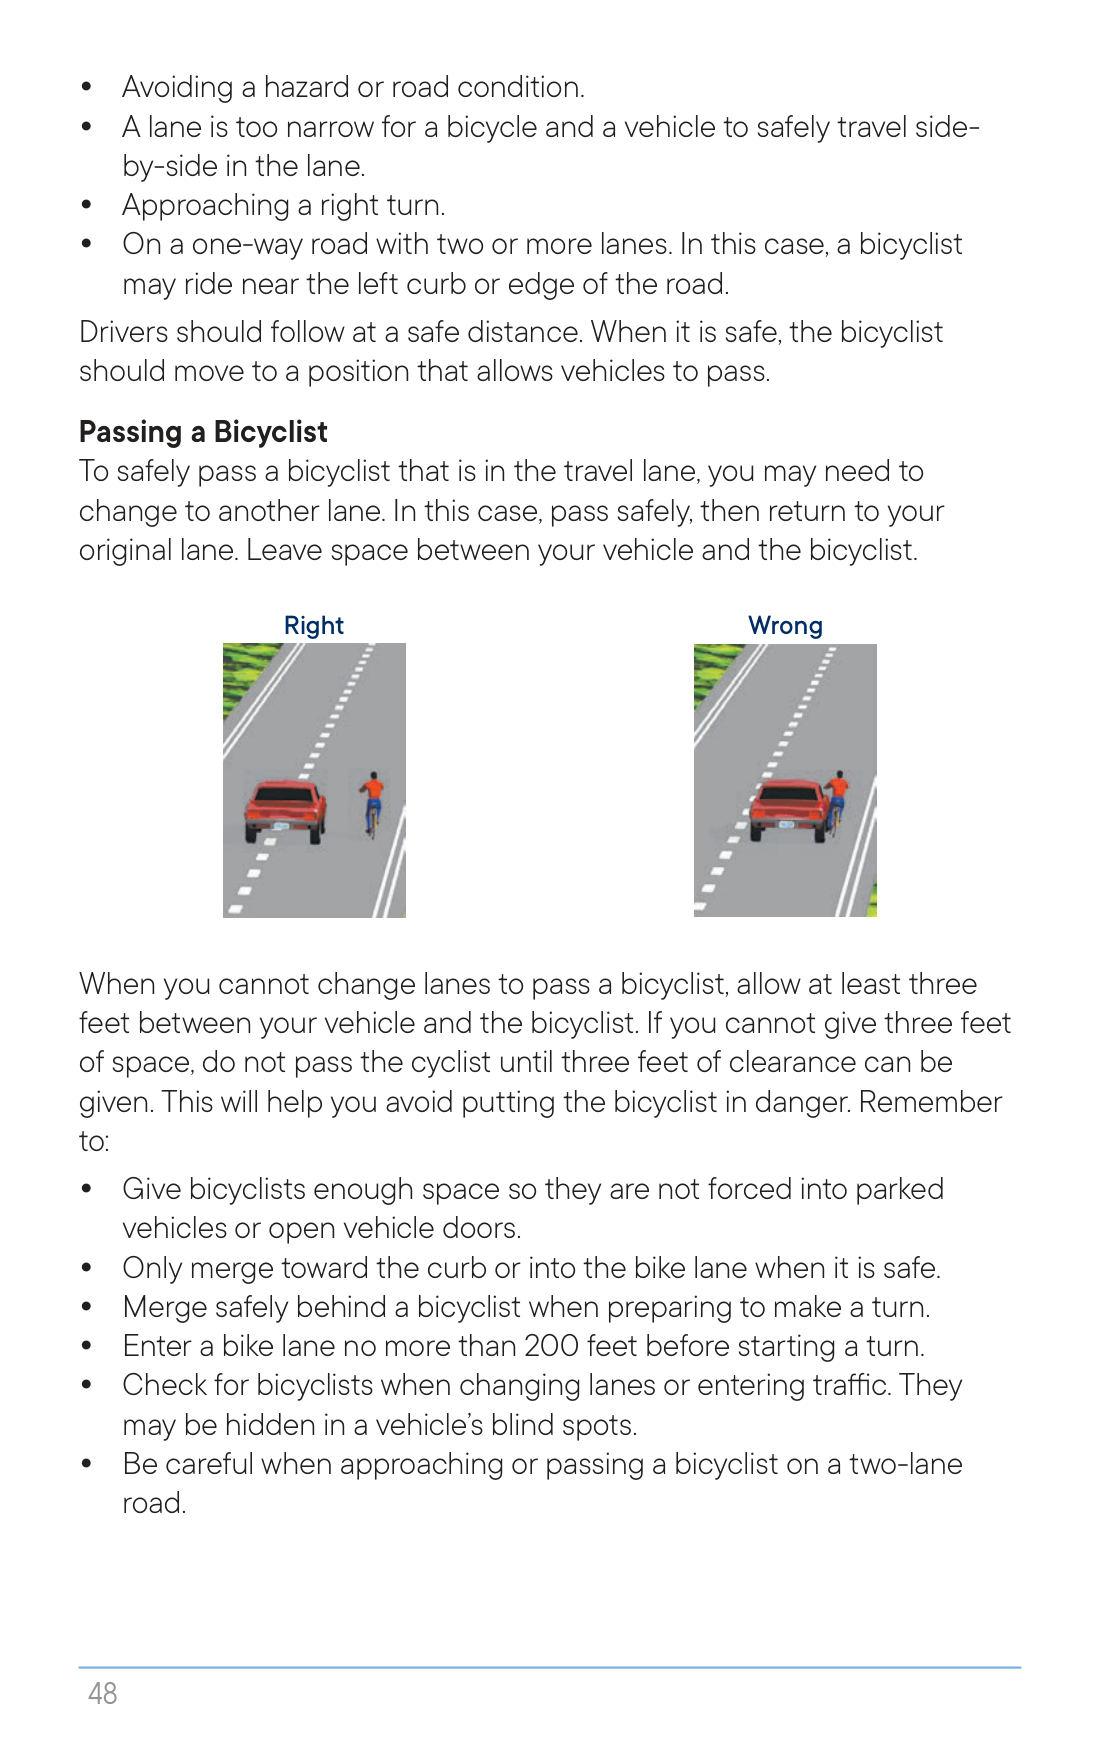 • Avoiding a hazard or road condition.
• A lane is too narrow for a bicycle and a vehicle to safely travel side-
by-side in the lane.
• Approaching a right turn.
• On a one-way road with two or more lanes. In this case, a bicyclist
may ride near the left curb or edge of the road.
Drivers should follow at a safe distance. When it is safe, the bicyclist
should move to a position that allows vehicles to pass.
Passing a Bicyclist
To safely pass a bicyclist that is in the travel lane, you may need to
change to another lane. In this case, pass safely, then return to your
original lane. Leave space between your vehicle and the bicyclist.
Right
Wrong
When you cannot change lanes to pass a bicyclist, allow at least three
feet between your vehicle and the bicyclist. If you cannot give three feet
of space, do not pass the cyclist until three feet of clearance can be
given. This will help you avoid putting the bicyclist in danger. Remember
to:
• Give bicyclists enough space so they are not forced into parked
vehicles or open vehicle doors.
• Only merge toward the curb or into the bike lane when it is safe.
• Merge safely behind a bicyclist when preparing to make a turn.
• Enter a bike lane no more than 200 feet before starting a turn.
• Check for bicyclists when changing lanes or entering traffic. They
may be hidden in a vehicle's blind spots.
• Be careful when approaching or passing a bicyclist on a two-lane
road.
48